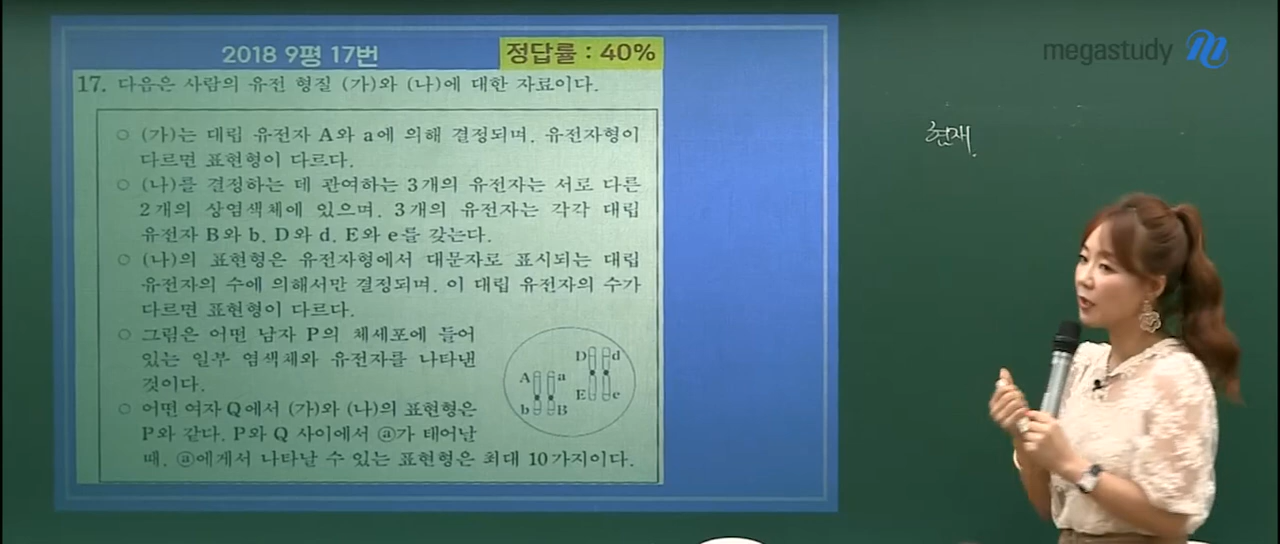 2018 9평 17번
정답률 : 40%
megastudy
17. 다음은 사람의 유전 형질 (가)와 (나)에 대한 자료이다.
현재.
○ (가)는 대립 유전자 A와 a에 의해 결정되며, 유전자형이
다르면 표현형이 다르다.
○ (나)를 결정하는 데 관여하는 3개의 유전자는 서로 다른
2개의 상염색체에 있으며, 3개의 유전자는 각각 대립
유전자 B와 b, D와 d, E와 e를 갖는다.
○ (나)의 표현형은 유전자형에서 대문자로 표시되는 대립
유전자의 수에 의해서만 결정되며, 이 대립 유전자의 수가
다르면 표현형이 다르다.
○ 그림은 어떤 남자 P의 체세포에 들어
있는 일부 염색체와 유전자를 나타낸
것이다.
○ 어떤 여자 Q에서 (가)와 (나)의 표현형은
P와 같다. P와 Q 사이에서 ⓐ가 태어날
때, ⓐ에게서 나타날 수 있는 표현형은 최대 10가지이다.
D d
A a
E e
b B